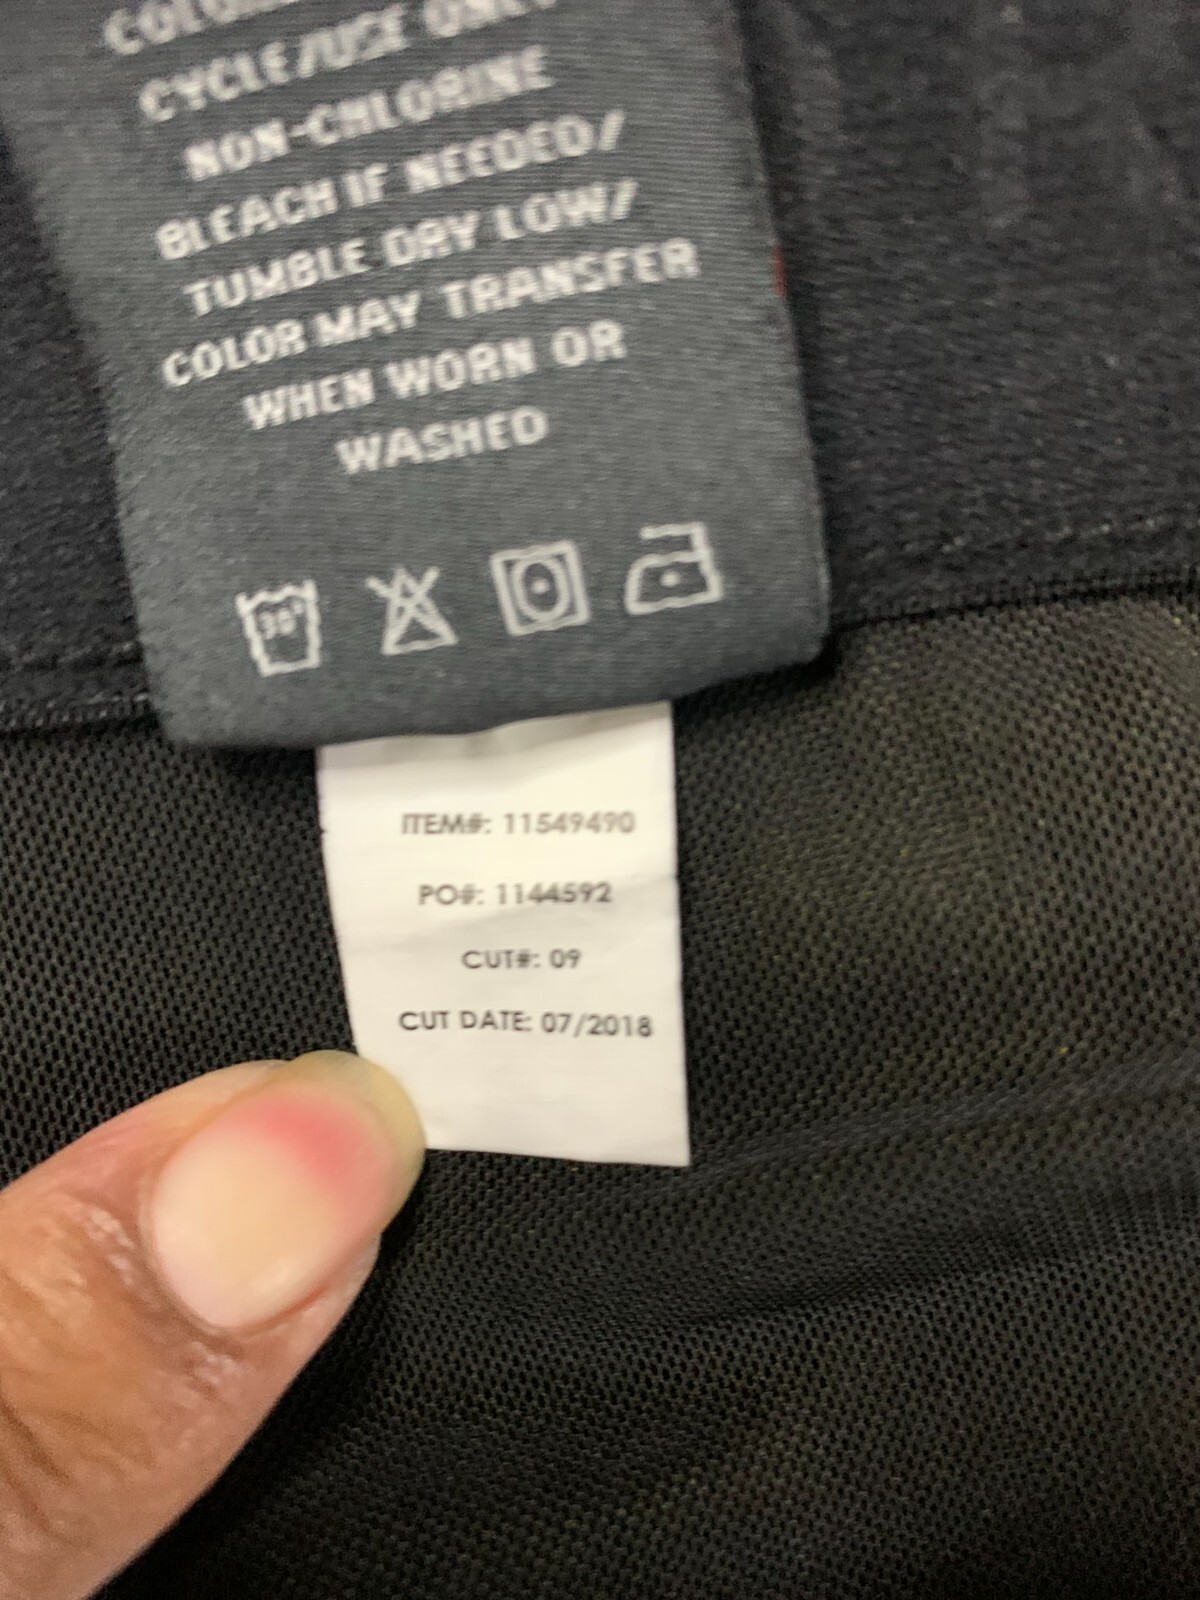 CYCLE/USE ONLY
NON-CHLORINE
BLEACH IF NEEDED/
TUMBLE DRY LOW/
COLOR MAY TRANSFER
WHEN WORN OR
WASHED
30°
ITEM#: 11549490
PO#: 1144592
CUT#: 09
CUT DATE: 07/2018